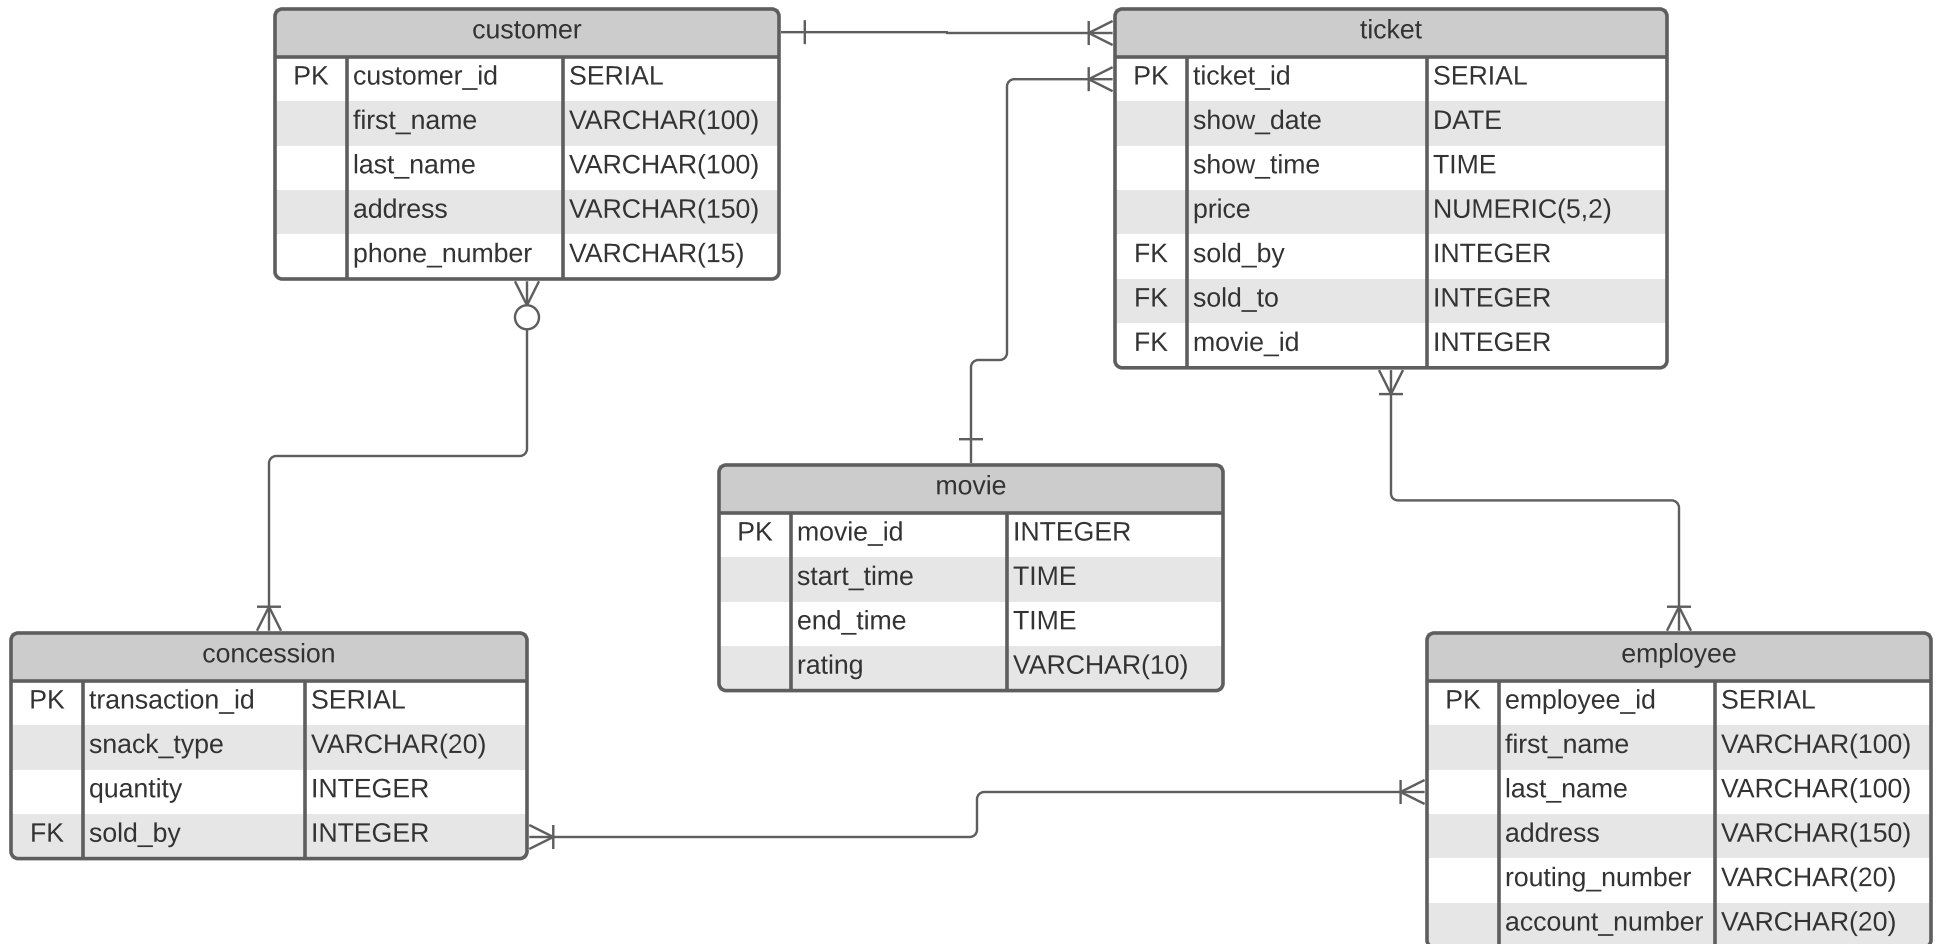 customer
PK customer_id SERIAL
first_name VARCHAR(100)
last_name VARCHAR(100)
address VARCHAR(150)
phone_number VARCHAR(15)
ticket
PK ticket_id SERIAL
show_date DATE
show_time TIME
price NUMERIC(5,2)
FK sold_by INTEGER
FK sold_to INTEGER
FK movie_id INTEGER
movie
PK movie_id INTEGER
start_time TIME
end_time TIME
rating VARCHAR(10)
concession
PK transaction_id SERIAL
snack_type VARCHAR(20)
quantity INTEGER
FK sold_by INTEGER
employee
PK employee_id SERIAL
first_name VARCHAR(100)
last_name VARCHAR(100)
address VARCHAR(150)
routing_number VARCHAR(20)
account_number VARCHAR(20)